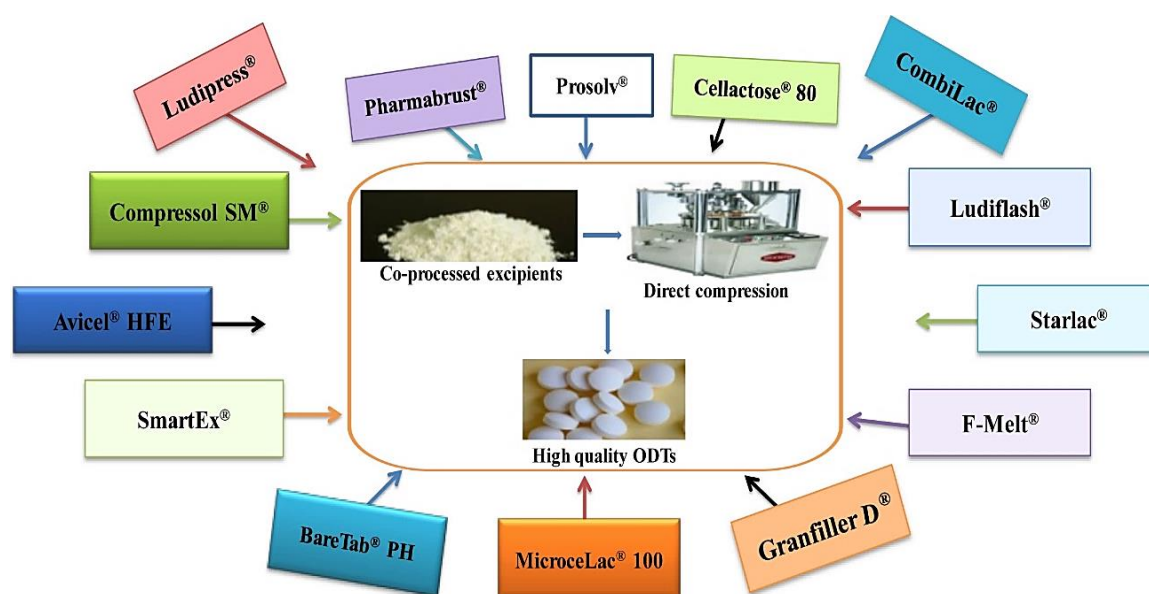 Ludipress®
Pharmabrust®
Prosolv®
Cellactose® 80
CombiLac®
Compressol SM®
Ludiflash®
Co-processed excipients
Direct compression
Avicel® HFE
Starlac®
SmartEx®
F-Melt®
High quality ODTs
BareTab® PH
MicroceLac® 100
Granfiller D®